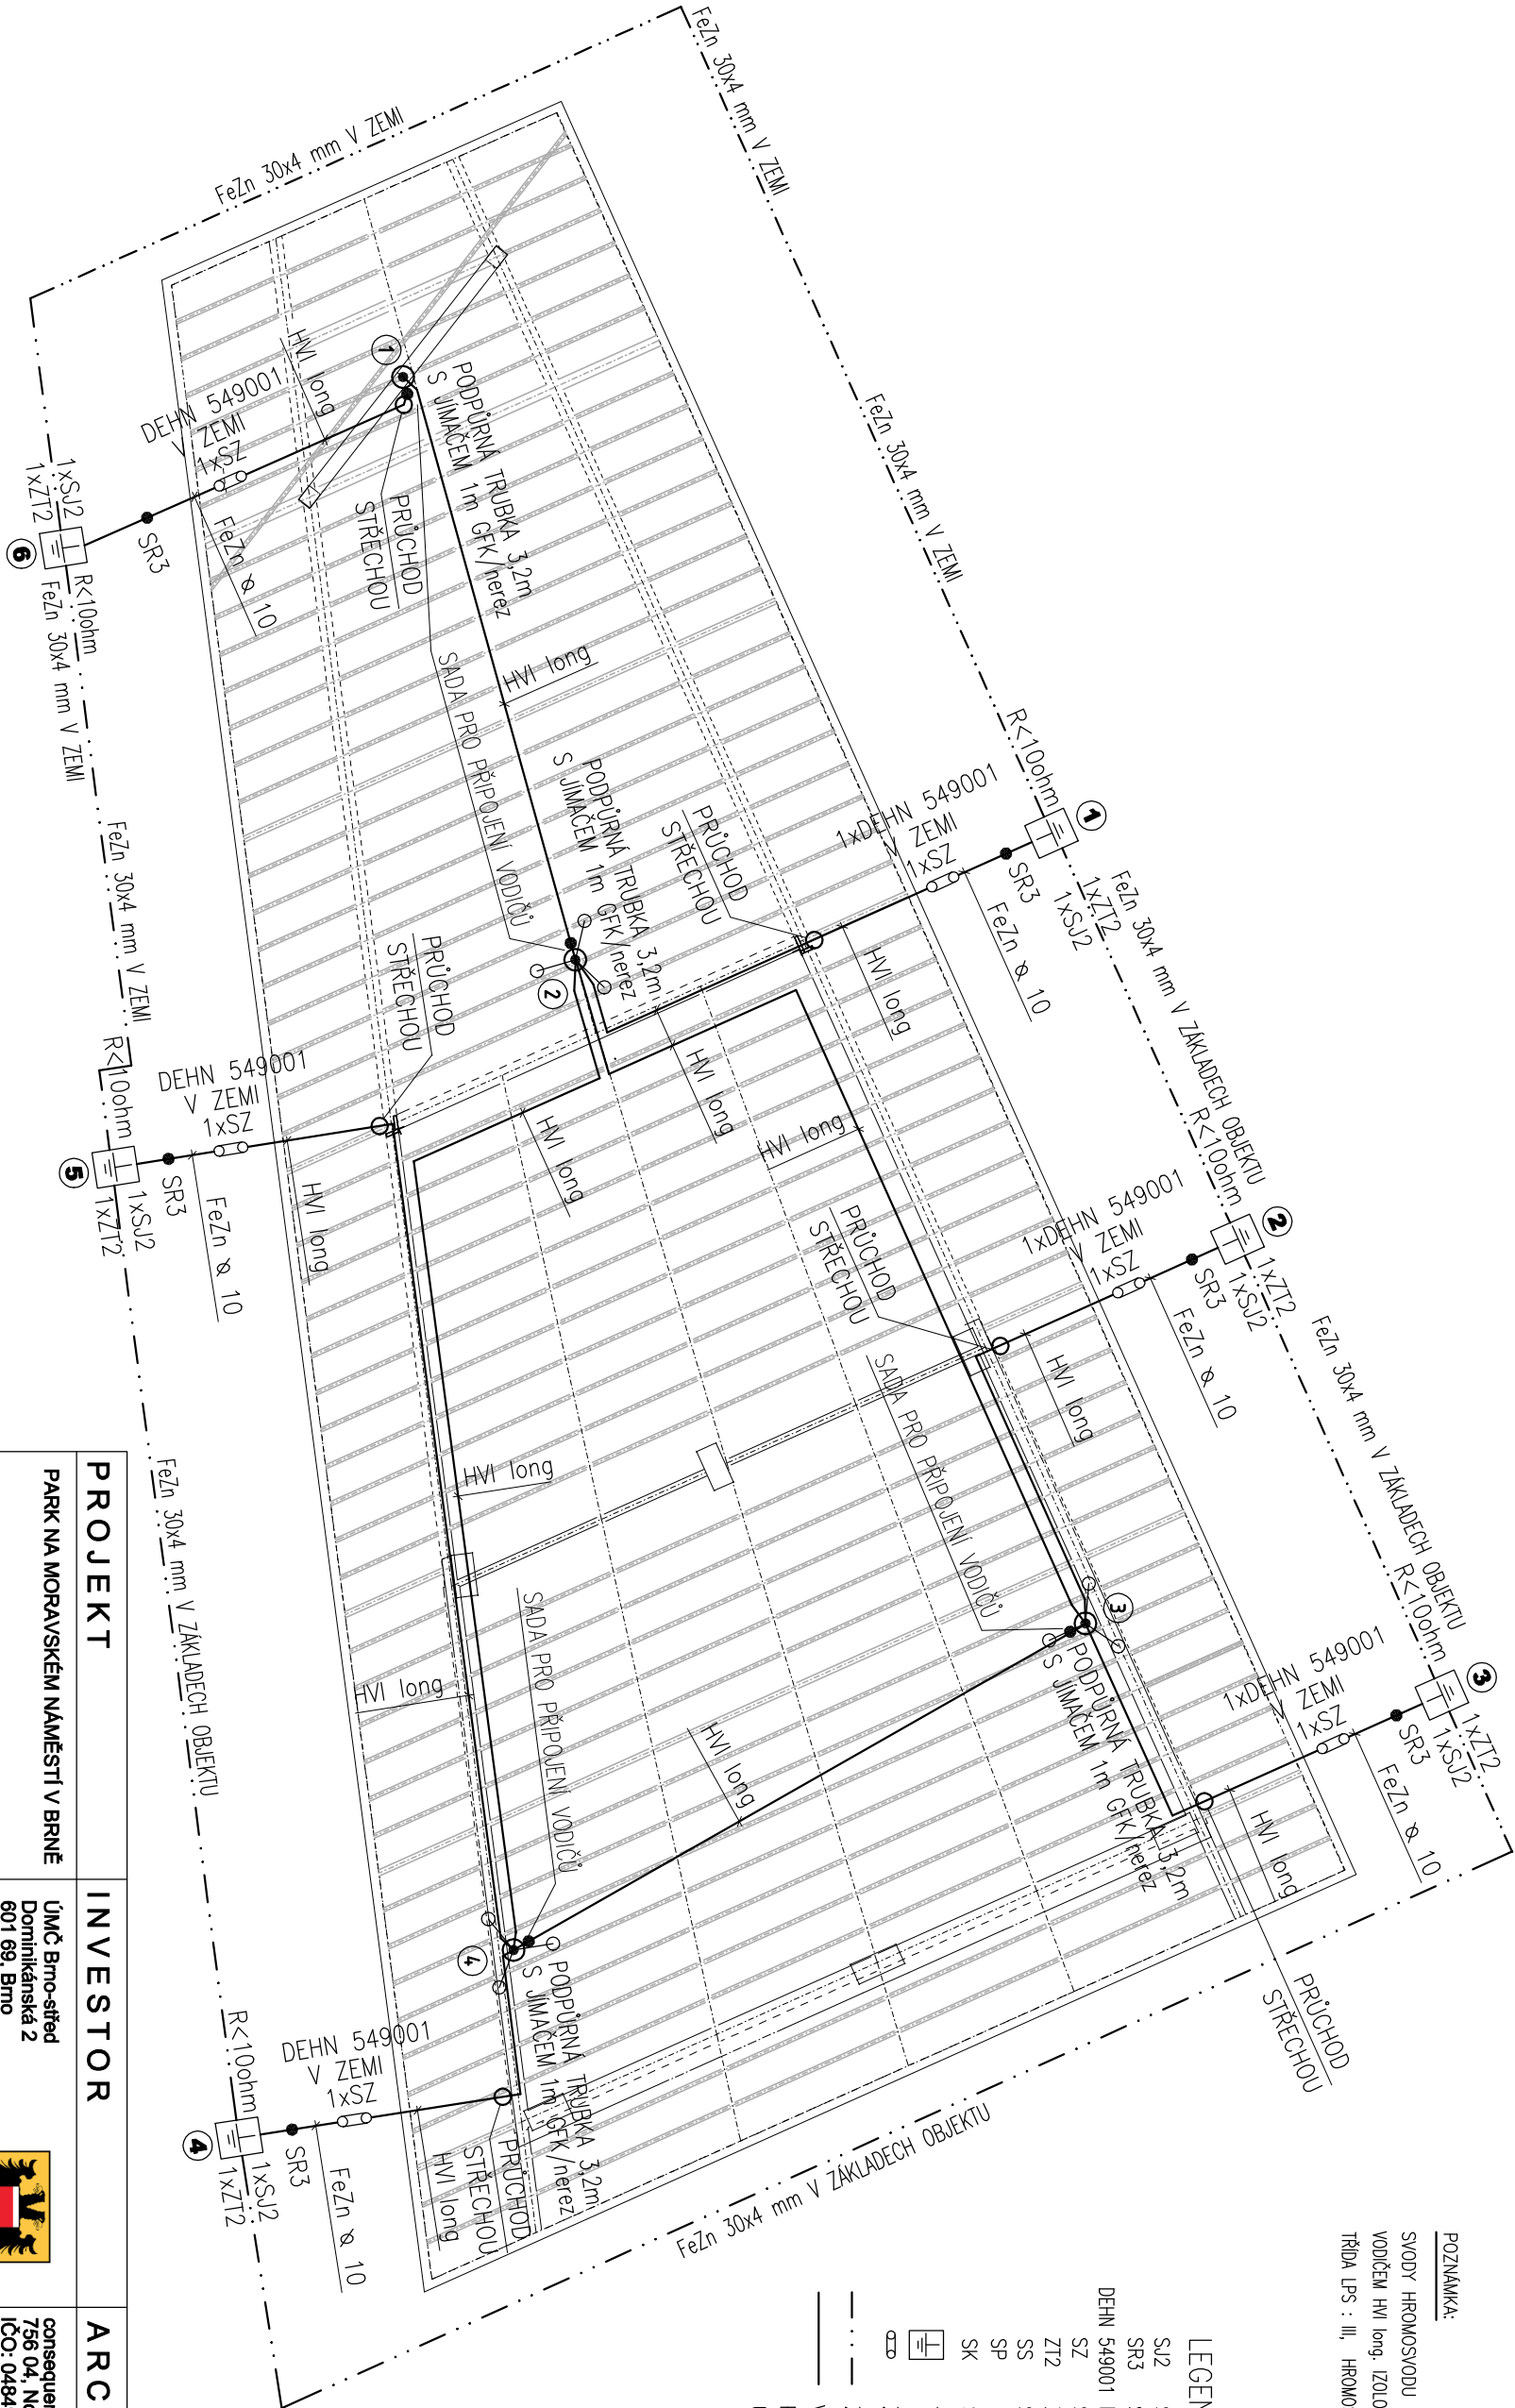 FeZn 30x4 mm V ZEMI
FeZn 30x4 mm V ZEMI
FeZn 30x4 mm V ZEMI
R<10ohm
1
1xZT2
1xSJ2
SR3
1xDEHN 549001
V ZEMI
1xSZ
FeZn ⌀ 10
HVI long
PRŮCHOD
STŘECHOU
FeZn 30x4 mm V ZÁKLADECH OBJEKTU
R<10ohm
2
1xZT2
1xSJ2
SR3
1xDEHN 549001
V ZEMI
1xSZ
FeZn ⌀ 10
HVI long
PRŮCHOD
STŘECHOU
FeZn 30x4 mm V ZÁKLADECH OBJEKTU
R<10ohm
3
1xZT2
1xSJ2
SR3
1xDEHN 549001
V ZEMI
1xSZ
FeZn ⌀ 10
HVI long
PRŮCHOD
STŘECHOU
1
PODPŮRNÁ TRUBKA 3,2m
S JÍMAČEM 1m GFK/nerez
PRŮCHOD
STŘECHOU
SADA PRO PŘIPOJENÍ VODIČŮ
HVI long
HVI long
PODPŮRNÁ TRUBKA 3,2m
S JÍMAČEM 1m GFK/nerez
2
HVI long
HVI long
HVI long
SADA PRO PŘIPOJENÍ VODIČŮ
3
PODPŮRNÁ TRUBKA 3,2m
S JÍMAČEM 1m GFK/nerez
HVI long
HVI long
HVI long
SADA PRO PŘIPOJENÍ VODIČŮ
4
PODPŮRNÁ TRUBKA 3,2m
S JÍMAČEM 1m GFK/nerez
PRŮCHOD
STŘECHOU
HVI long
DEHN 549001
V ZEMI
1xSZ
FeZn ⌀ 10
SR3
1xSJ2
1xZT2
R<10ohm
6
FeZn 30x4 mm V ZEMI
FeZn 30x4 mm V ZEMI
R<10ohm
PRŮCHOD
STŘECHOU
HVI long
DEHN 549001
V ZEMI
1xSZ
FeZn ⌀ 10
SR3
1xSJ2
1xZT2
5
FeZn 30x4 mm V ZÁKLADECH OBJEKTU
R<10ohm
DEHN 549001
V ZEMI
1xSZ
FeZn ⌀ 10
SR3
1xSJ2
1xZT2
4
FeZn 30x4 mm V ZÁKLADECH OBJEKTU
POZNÁMKA:
SVODY HROMOSVODU
VODIČEM HVI long.
TŘÍDA LPS : III,
SJ2
SR3
DEHN 549001
SZ
ZT2
SS
SP
SK
PROJEKT
PARK NA MORAVSKÉM NÁMĚSTÍ V BRNĚ
INVESTOR
ÚMČ Brno-střed
Dominikánská 2
601 69, Brno